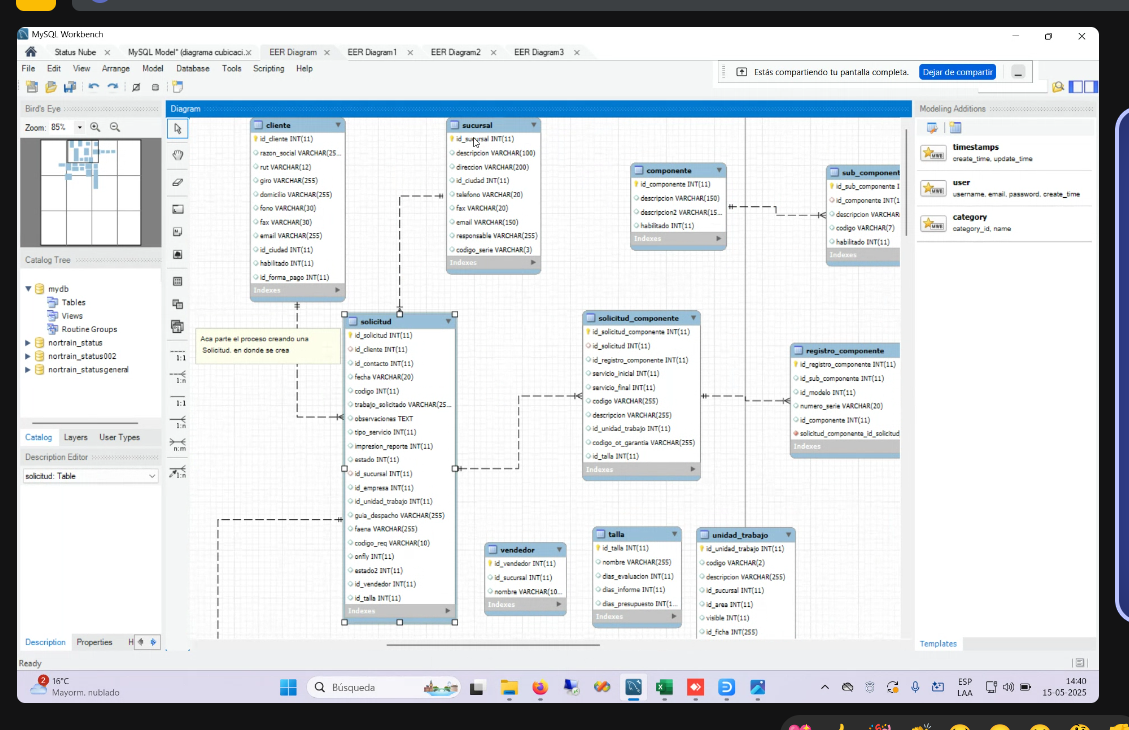 MySQL Workbench
Status Nube
MySQL Model* (diagrama cubicaci
EER Diagram
EER Diagram1
EER Diagram2
EER Diagram3
File Edit View Arrange Model Database Tools Scripting Help
Estás compartiendo tu pantalla completa.
Dejar de compartir
Bird's Eye
Zoom: 85%
Catalog Tree
mydb
Tables
Views
Routine Groups
nortrain_status
nortrain_status002
nortrain_statusgeneral
Catalog Layers User Types
Description Editor
solicitud: Table
Description Properties H
Ready
Diagram
1:1
1:n
1:1
1:n
n:m
1:n
cliente
id_cliente INT(11)
razon_social VARCHAR(25...
rut VARCHAR(12)
giro VARCHAR(255)
domicilio VARCHAR(255)
fono VARCHAR(30)
fax VARCHAR(30)
email VARCHAR(255)
id_ciudad INT(11)
habilitado INT(11)
id_forma_pago INT(11)
Indexes
sucursal
id_sucursal INT(11)
descripcion VARCHAR(100)
direccion VARCHAR(200)
id_ciudad INT(11)
telefono VARCHAR(20)
fax VARCHAR(20)
email VARCHAR(150)
responsable VARCHAR(255)
codigo_serie VARCHAR(3)
Indexes
componente
id_componente INT(11)
descripcion VARCHAR(150)
descripcion2 VARCHAR(15...
habilitado INT(11)
Indexes
sub_component
id_sub_componente I
id_componente INT(1
descripcion VARCHAR
codigo VARCHAR(7)
habilitado INT(11)
Indexes
Aca parte el proceso creando una
Solicitud. en donde se crea
solicitud
id_solicitud INT(11)
id_cliente INT(11)
id_contacto INT(11)
fecha VARCHAR(20)
codigo INT(11)
trabajo_solicitado VARCHAR(25...
observaciones TEXT
tipo_servicio INT(11)
impresion_reporte INT(11)
estado INT(11)
id_sucursal INT(11)
id_empresa INT(11)
id_unidad_trabajo INT(11)
guia_despacho VARCHAR(255)
faena VARCHAR(255)
codigo_req VARCHAR(10)
onfly INT(11)
estado2 INT(11)
id_vendedor INT(11)
id_talla INT(11)
Indexes
solicitud_componente
id_solicitud_componente INT(11)
id_solicitud INT(11)
id_registro_componente INT(11)
servicio_inicial INT(11)
servicio_final INT(11)
codigo VARCHAR(255)
descripcion VARCHAR(255)
id_unidad_trabajo INT(11)
codigo_ot_garantia VARCHAR(255)
id_talla INT(11)
Indexes
registro_componente
id_registro_componente INT(11)
id_sub_componente INT(11)
id_modelo INT(11)
numero_serie VARCHAR(20)
id_componente INT(11)
solicitud_componente_id_solicitud
Indexes
vendedor
id_vendedor INT(11)
id_sucursal INT(11)
nombre VARCHAR(10...
Indexes
talla
id_talla INT(11)
nombre VARCHAR(255)
dias_evaluacion INT(11)
dias_informe INT(11)
dias_presupuesto INT(1...
Indexes
unidad_trabajo
id_unidad_trabajo INT(11)
codigo VARCHAR(2)
descripcion VARCHAR(255)
id_sucursal INT(11)
id_area INT(11)
visible INT(11)
id_ficha INT(255)
Modeling Additions
timestamps
create_time, update_time
user
username, email, password, create_time
category
category_id, name
Templates
2
16°C
Mayorm. nublado
Búsqueda
ESP
LAA
14:40
15-05-2025